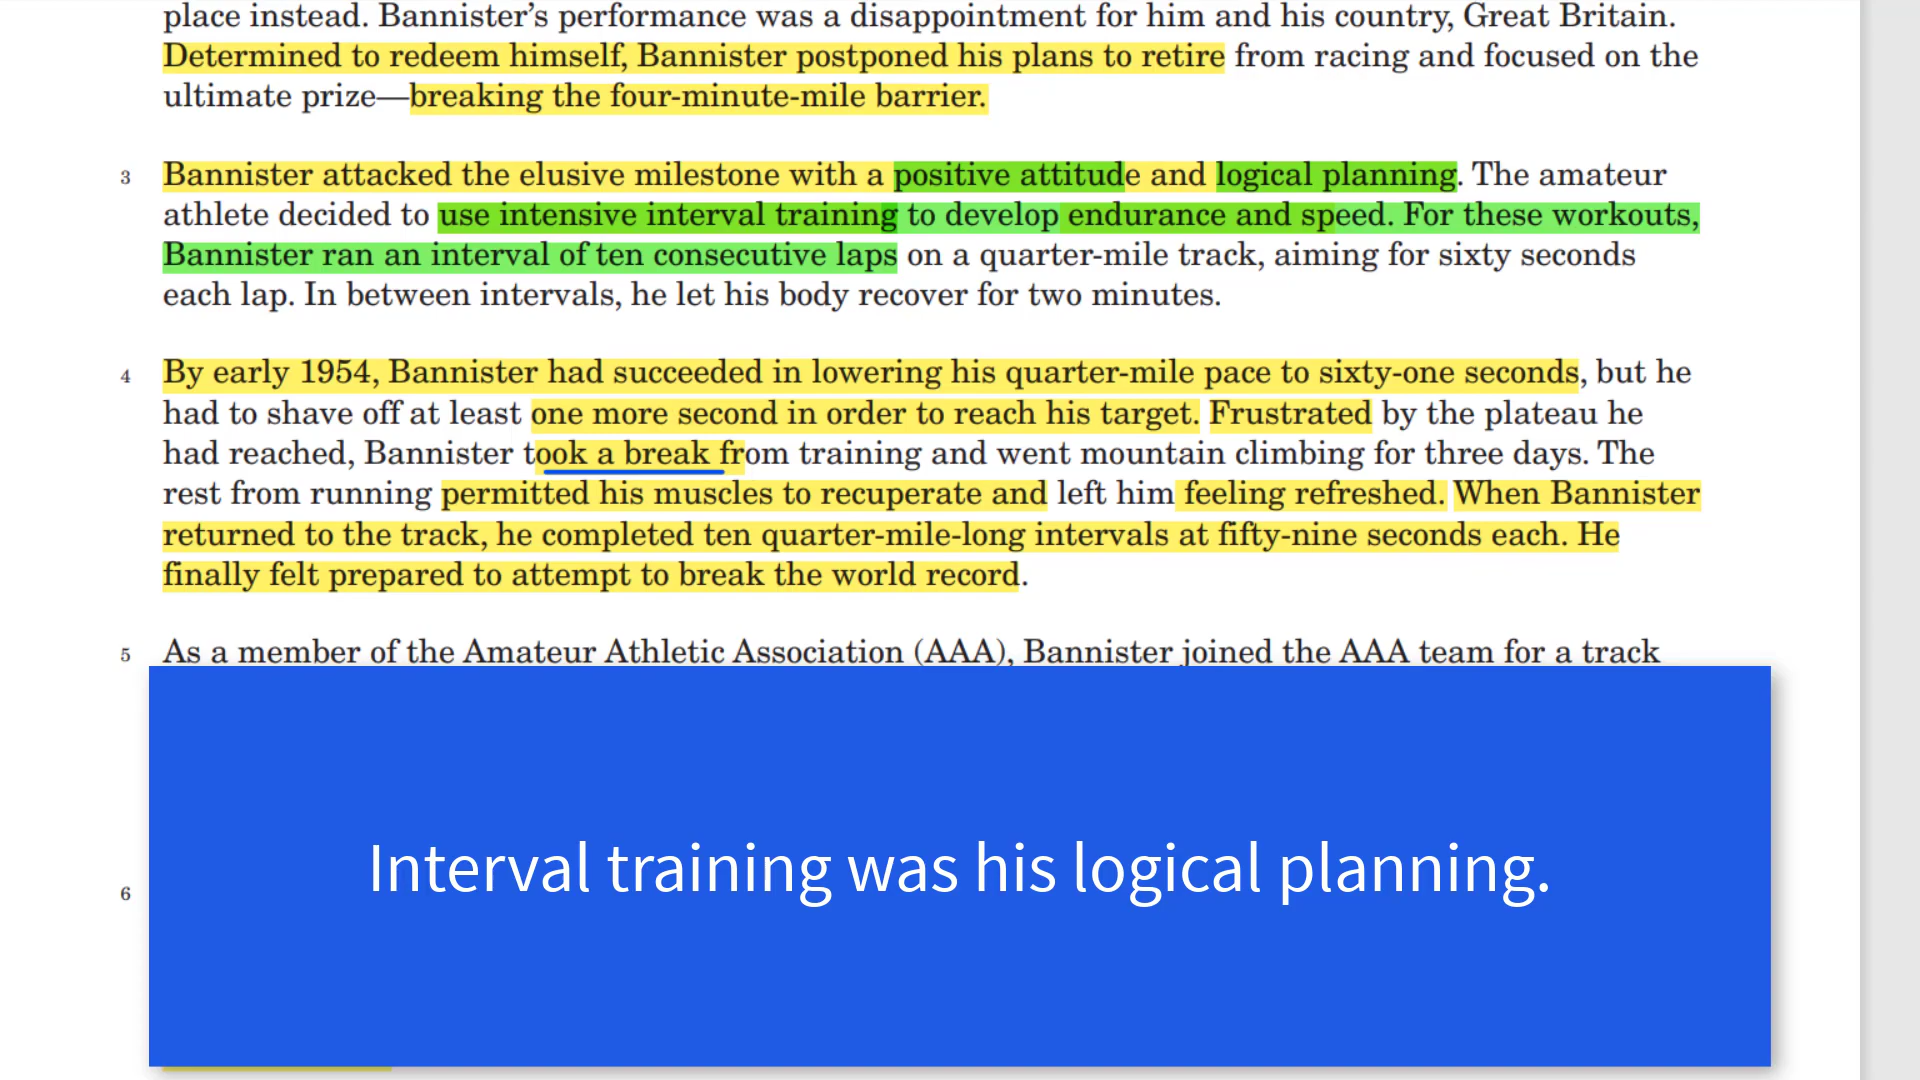 place instead. Bannister’s performance was a disappointment for him and his country, Great Britain.
Determined to redeem himself, Bannister postponed his plans to retire from racing and focused on the
ultimate prize—breaking the four-minute-mile barrier.
3 Bannister attacked the elusive milestone with a positive attitude and logical planning. The amateur
athlete decided to use intensive interval training to develop endurance and speed. For these workouts,
Bannister ran an interval of ten consecutive laps on a quarter-mile track, aiming for sixty seconds
each lap. In between intervals, he let his body recover for two minutes.
4 By early 1954, Bannister had succeeded in lowering his quarter-mile pace to sixty-one seconds, but he
had to shave off at least one more second in order to reach his target. Frustrated by the plateau he
had reached, Bannister took a break from training and went mountain climbing for three days. The
rest from running permitted his muscles to recuperate and left him feeling refreshed. When Bannister
returned to the track, he completed ten quarter-mile-long intervals at fifty-nine seconds each. He
finally felt prepared to attempt to break the world record.
5 As a member of the Amateur Athletic Association (AAA), Bannister joined the AAA team for a track
Interval training was his logical planning.
6